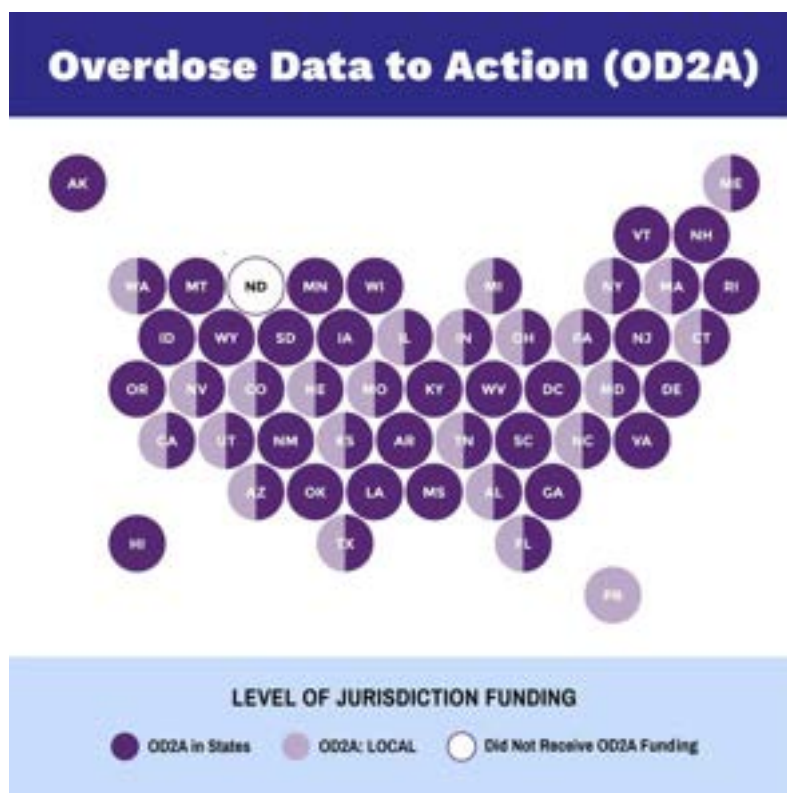 Overdose Data to Action (OD2A)
AK ME
VT NH
WA MT ND MN WI MI NY MA RI
ID WY SD IA IL IN OH PA NJ CT
OR NV CO NE MO KY WV DC MD DE
CA UT NM KS AR TN SC NC VA
AZ OK LA MS AL GA
HI TX FL
PR
LEVEL OF JURISDICTION FUNDING
OD2A in States OD2A: LOCAL Did Not Receive OD2A Funding